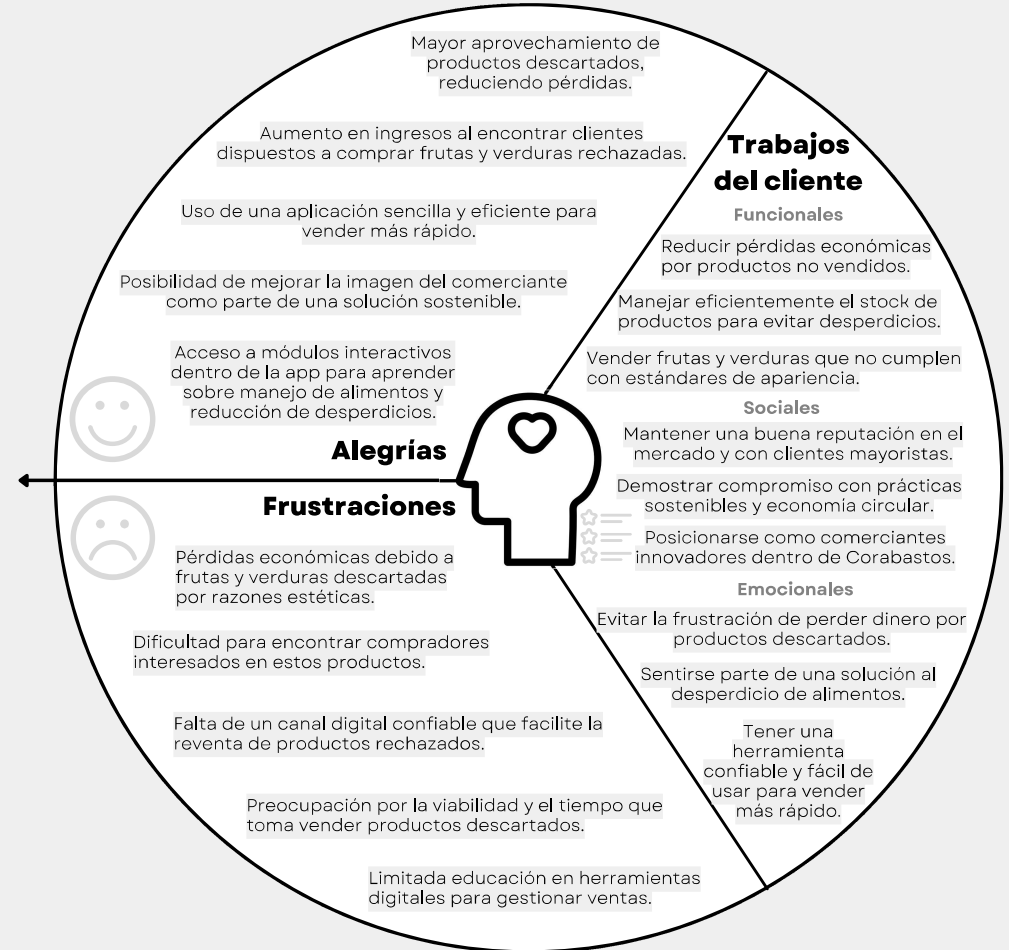 Mayor aprovechamiento de
productos descartados,
reduciendo pérdidas.
Aumento en ingresos al encontrar clientes
dispuestos a comprar frutas y verduras rechazadas.
Uso de una aplicación sencilla y eficiente para
vender más rápido.
Posibilidad de mejorar la imagen del comerciante
como parte de una solución sostenible.
Acceso a módulos interactivos
dentro de la app para aprender
sobre manejo de alimentos y
reducción de desperdicios.
Alegrías
Frustraciones
Pérdidas económicas debido a
frutas y verduras descartadas
por razones estéticas.
Dificultad para encontrar compradores
interesados en estos productos.
Falta de un canal digital confiable que facilite la
reventa de productos rechazados.
Preocupación por la viabilidad y el tiempo que
toma vender productos descartados.
Limitada educación en herramientas
digitales para gestionar ventas.
Trabajos
del cliente
Funcionales
Reducir pérdidas económicas
por productos no vendidos.
Manejar eficientemente el stock de
productos para evitar desperdicios.
Vender frutas y verduras que no cumplen
con estándares de apariencia.
Sociales
Mantener una buena reputación en el
mercado y con clientes mayoristas.
Demostrar compromiso con prácticas
sostenibles y economía circular.
Posicionarse como comerciantes
innovadores dentro de Corabastos.
Emocionales
Evitar la frustración de perder dinero por
productos descartados.
Sentirse parte de una solución al
desperdicio de alimentos.
Tener una
herramienta
confiable y fácil de
usar para vender
más rápido.